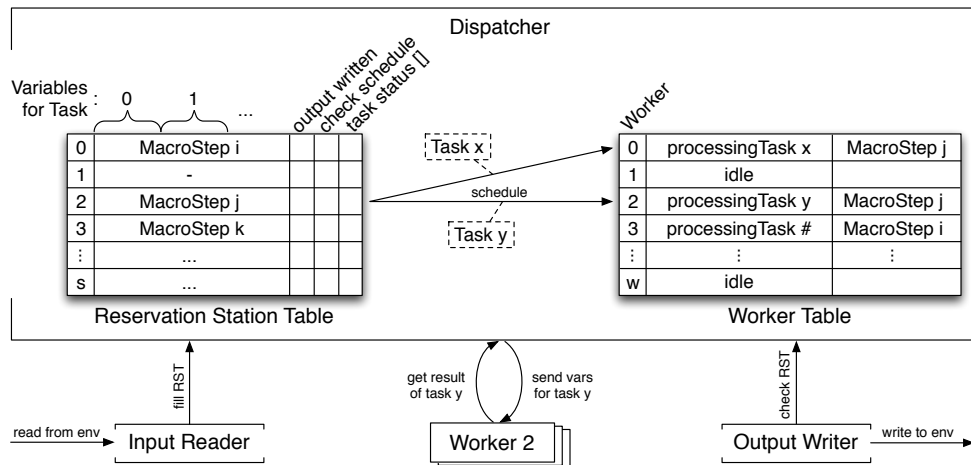 Dispatcher
Variables
for Task
:
0
1
...
output written
check schedule
task status []
Worker
0 MacroStep i
1 -
2 MacroStep j
3 MacroStep k
⋮ ...
s ...
Reservation Station Table
Task x
schedule
Task y
0 processingTask x MacroStep j
1 idle
2 processingTask y MacroStep j
3 processingTask # MacroStep i
⋮ ⋮ ⋮
w idle
Worker Table
fill RST
get result
of task y
send vars
for task y
check RST
read from env
Input Reader
Worker 2
Output Writer
write to env